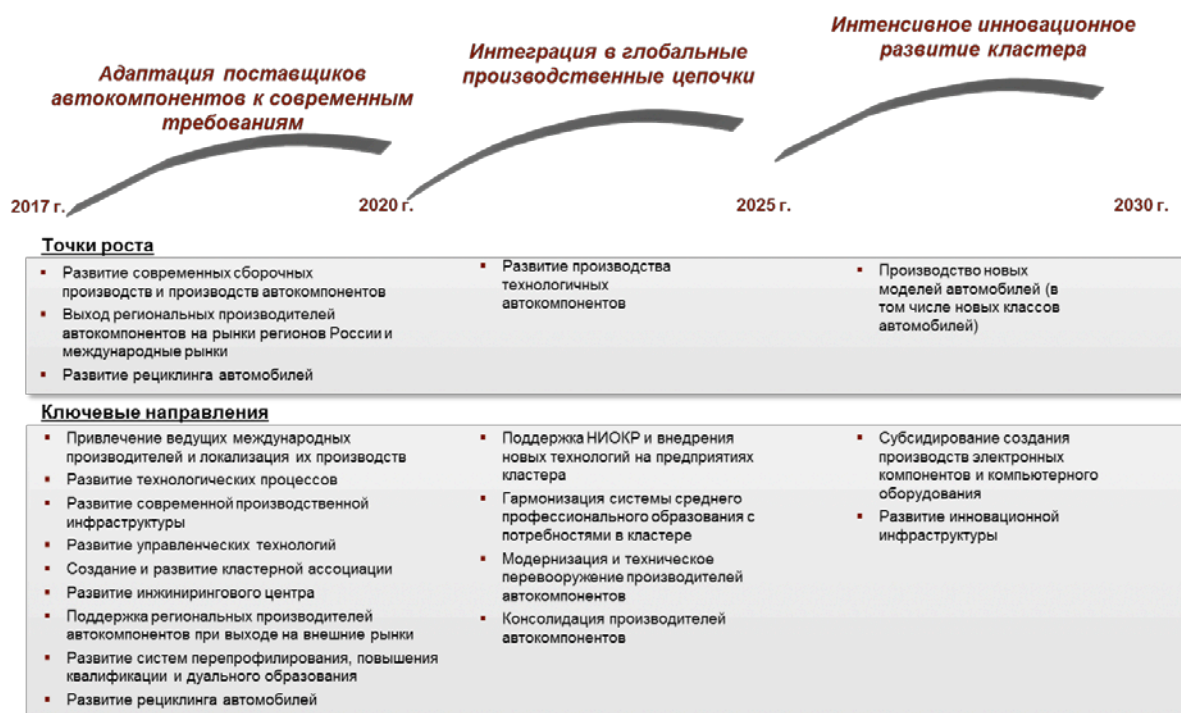 Адаптация поставщиков
автокомпонентов к современным
требованиям
Интеграция в глобальные
производственные цепочки
Интенсивное инновационное
развитие кластера
2017 г.
2020 г.
2025 г.
2030 г.
Точки роста
Развитие современных сборочных
производств и производств автокомпонентов
Выход региональных производителей
автокомпонентов на рынки регионов России и
международные рынки
Развитие рециклинга автомобилей
Развитие производства
технологичных
автокомпонентов
Производство новых
моделей автомобилей (в
том числе новых классов
автомобилей)
Ключевые направления
Привлечение ведущих международных
производителей и локализация их производств
Развитие технологических процессов
Развитие современной производственной
инфраструктуры
Развитие управленческих технологий
Создание и развитие кластерной ассоциации
Развитие инжинирингового центра
Поддержка региональных производителей
автокомпонентов при выходе на внешние рынки
Развитие систем перепрофилирования, повышения
квалификации и дуального образования
Развитие рециклинга автомобилей
Поддержка НИОКР и внедрения
новых технологий на предприятиях
кластера
Гармонизация системы среднего
профессионального образования с
потребностями в кластере
Модернизация и техническое
перевооружение производителей
автокомпонентов
Консолидация производителей
автокомпонентов
Субсидирование создания
производств электронных
компонентов и компьютерного
оборудования
Развитие инновационной
инфраструктуры